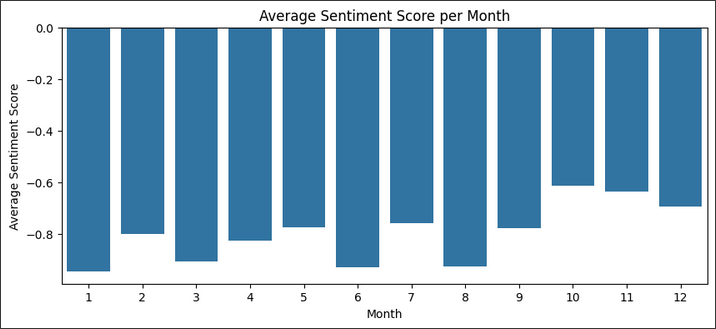 Average Sentiment Score per Month
Average Sentiment Score
0.0
−0.2
−0.4
−0.6
−0.8
1 2 3 4 5 6 7 8 9 10 11 12
Month